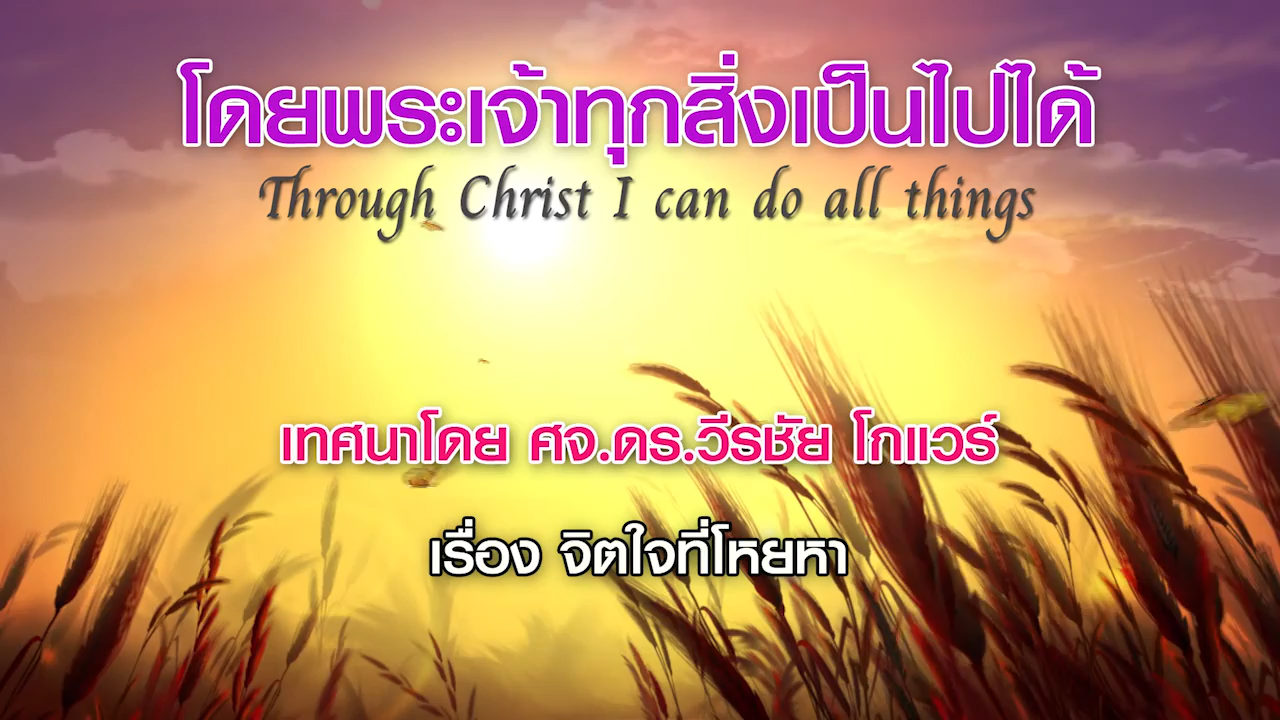 โดยพระเจ้าทุกสิ่งเป็นไปได้
Through Christ I can do all things
เทศนาโดย ศจ.ดร.วีรชัย โกแวร์
เรื่อง จิตใจที่โหยหา